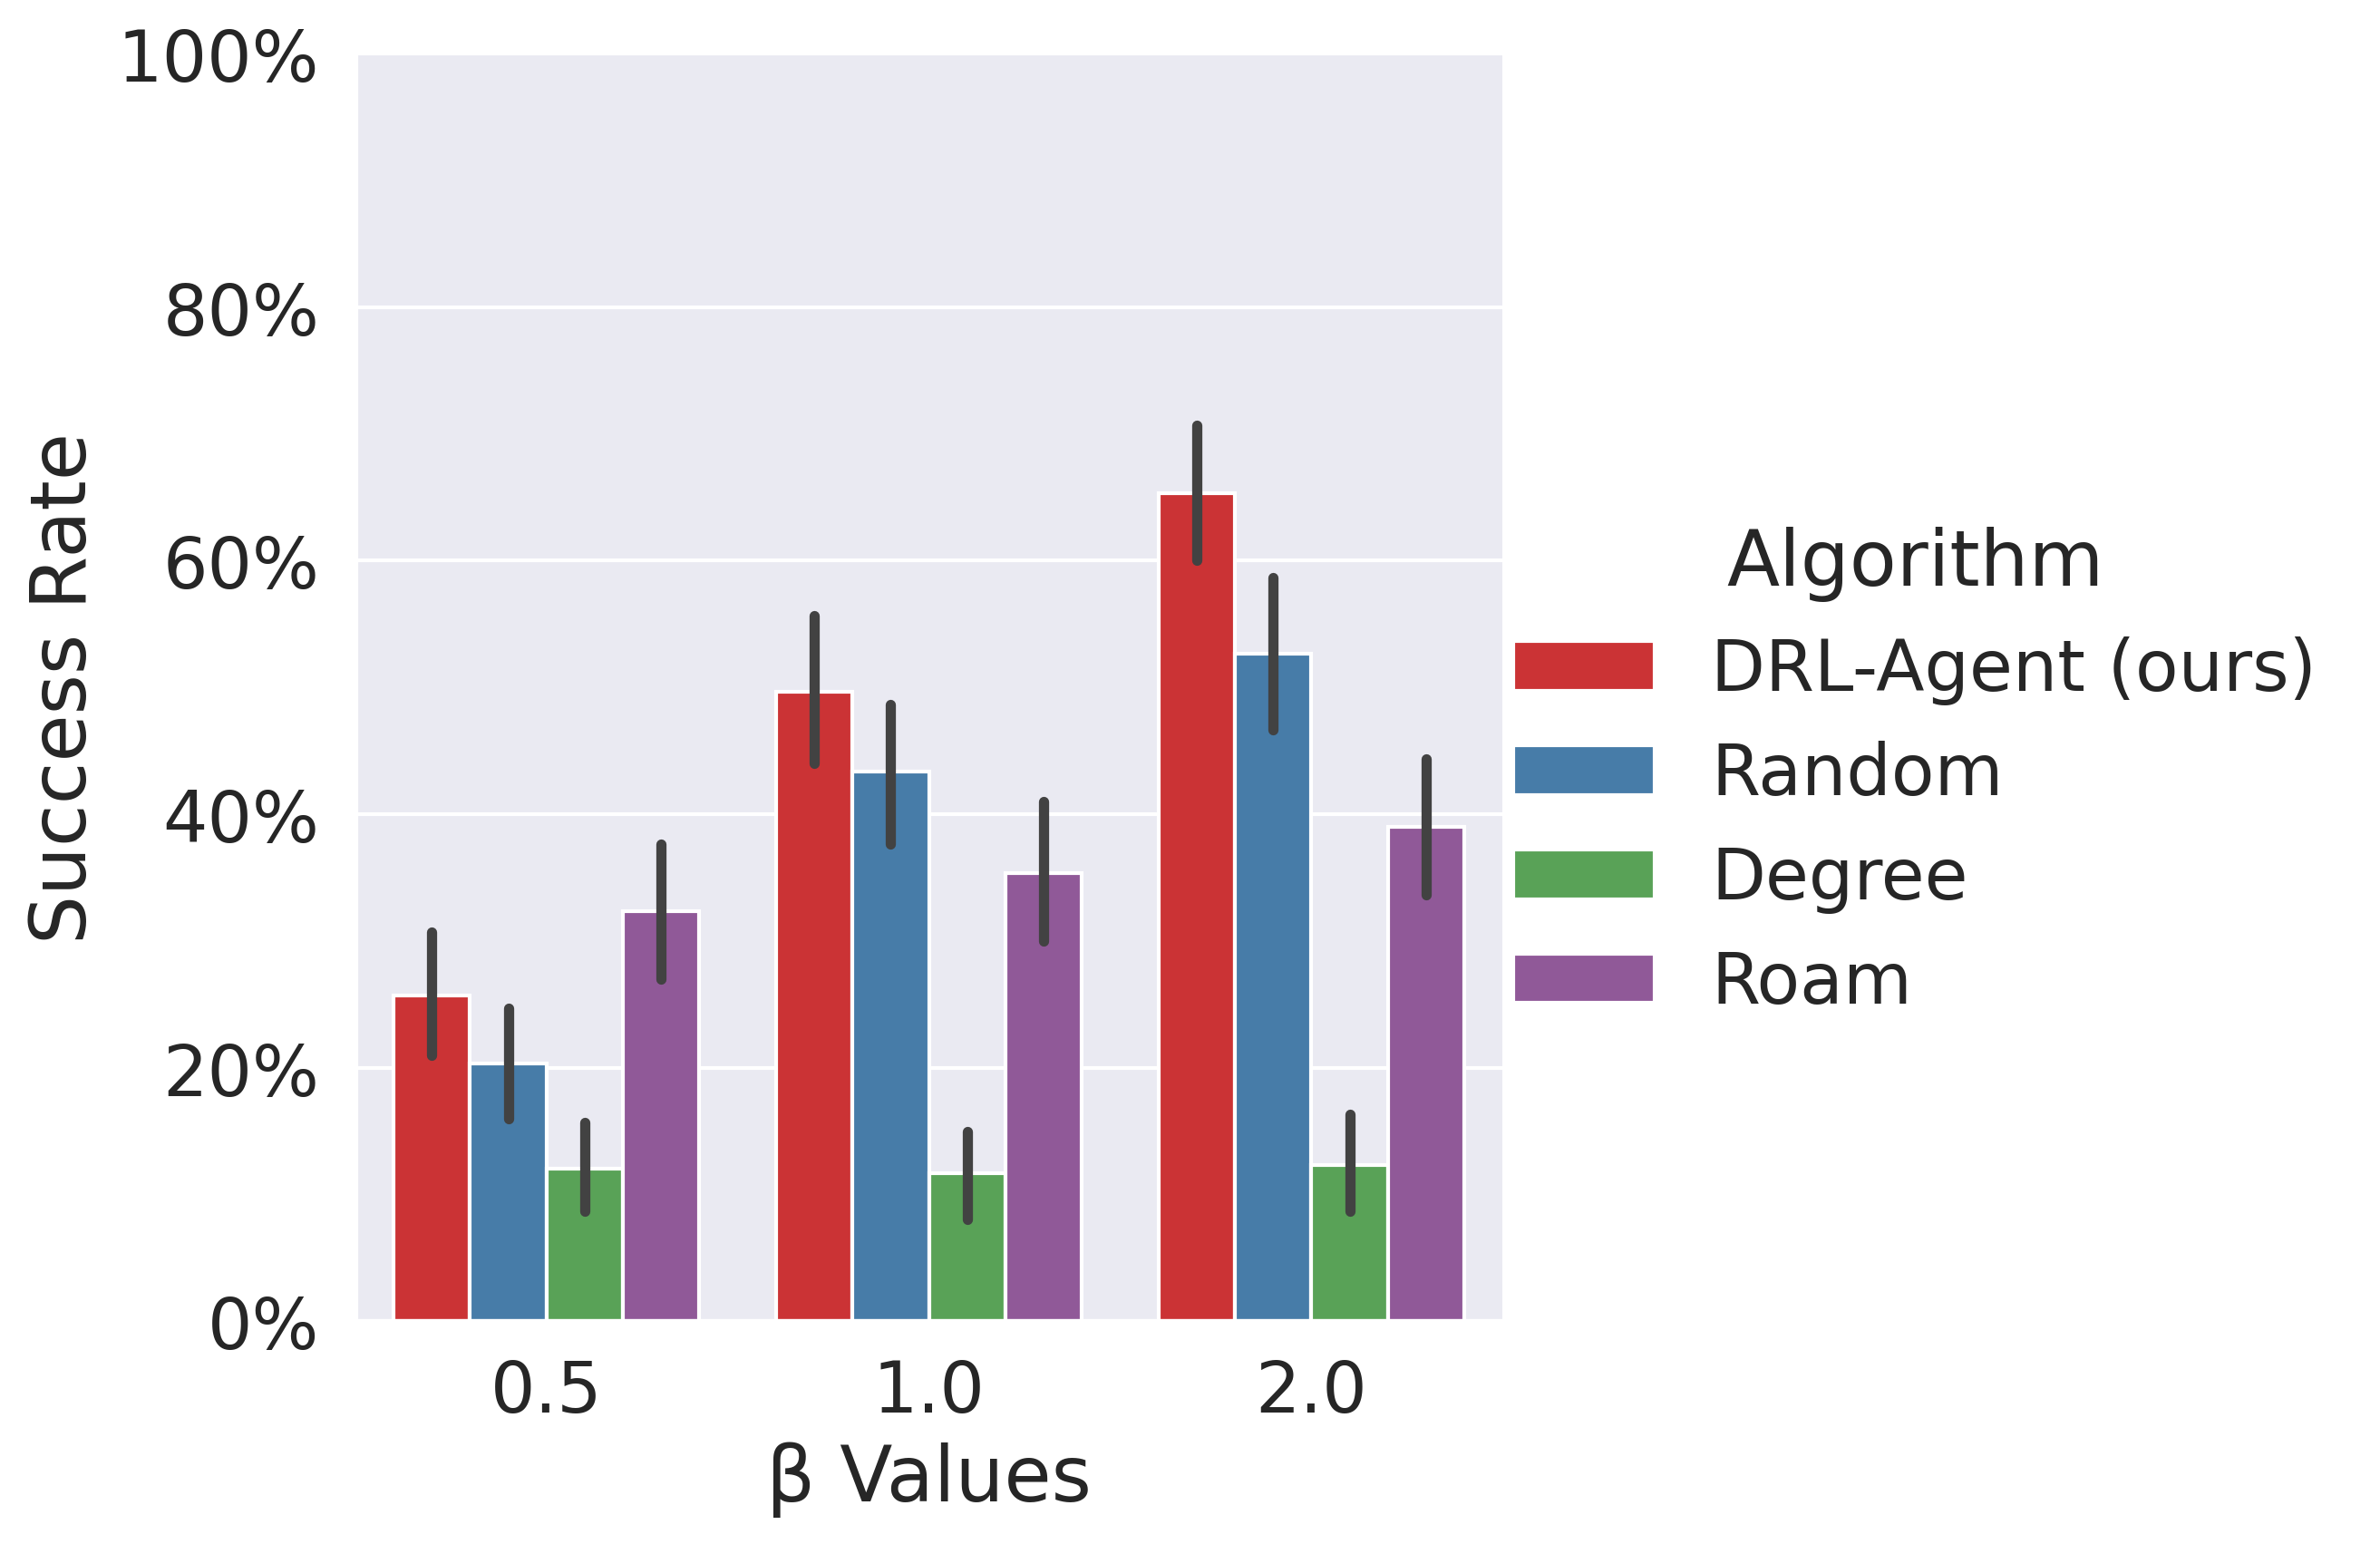 100%
80%
60%
40%
20%
0%
Success Rate
0.5
1.0
2.0
β Values
Algorithm
DRL-Agent (ours)
Random
Degree
Roam